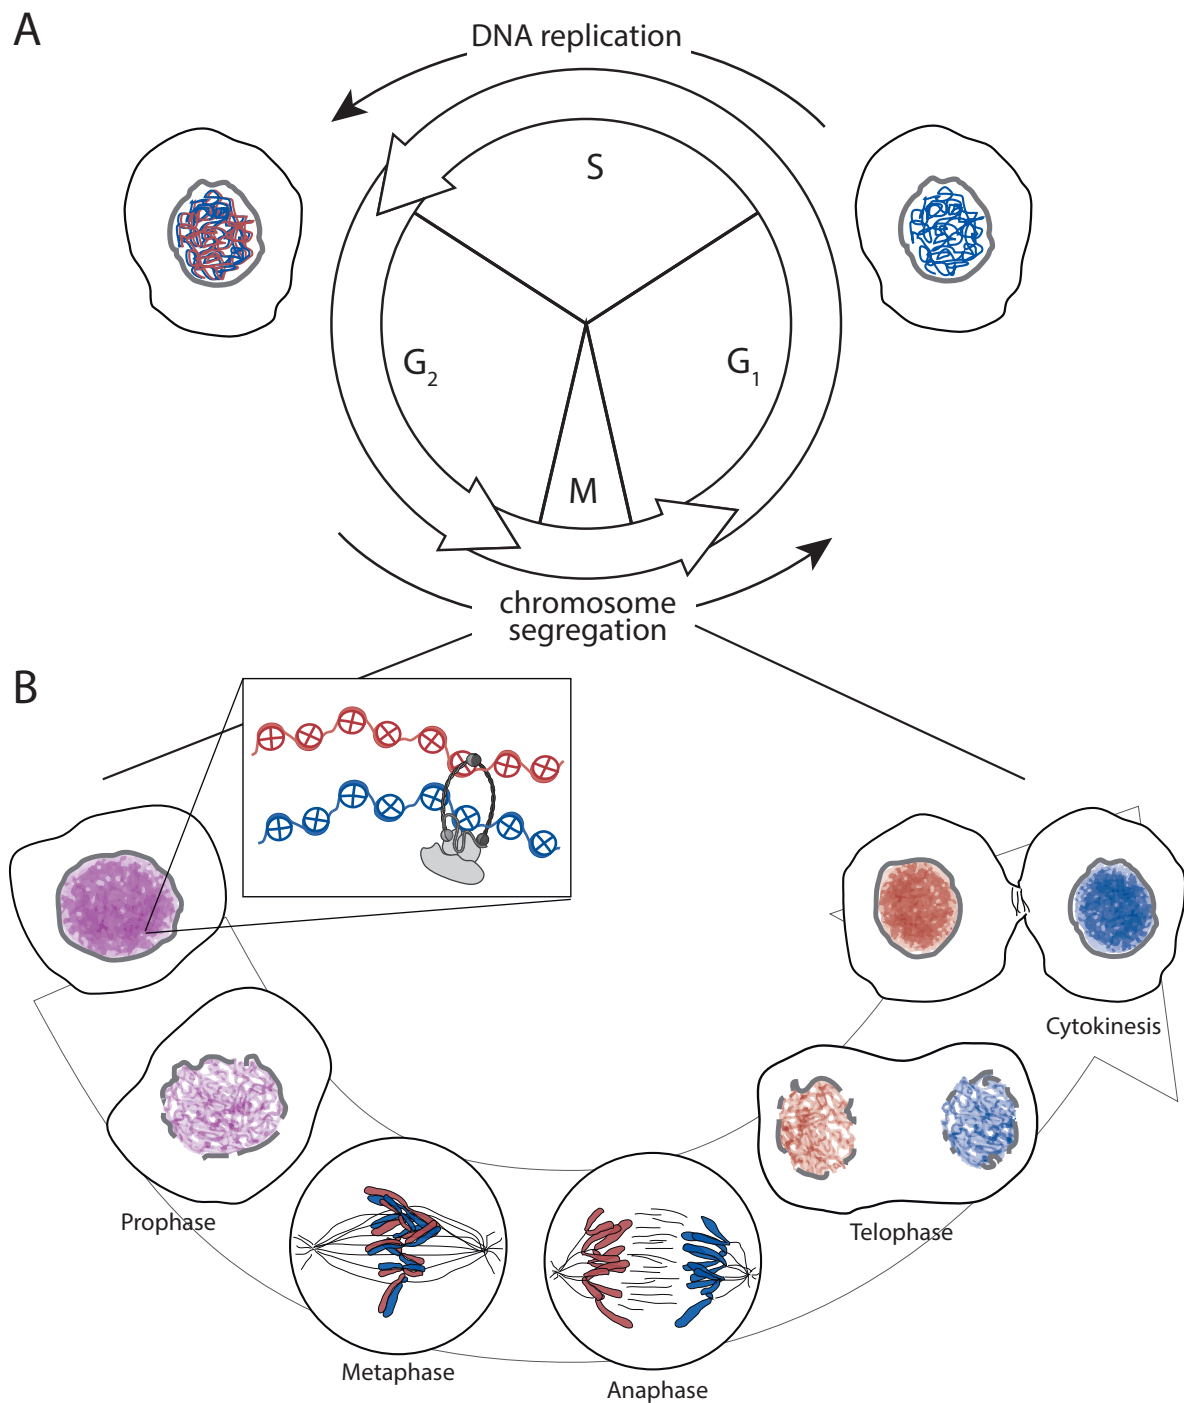 A
DNA replication
S
G2
G1
M
chromosome
segregation
B
Cytokinesis
Prophase
Telophase
Metaphase
Anaphase